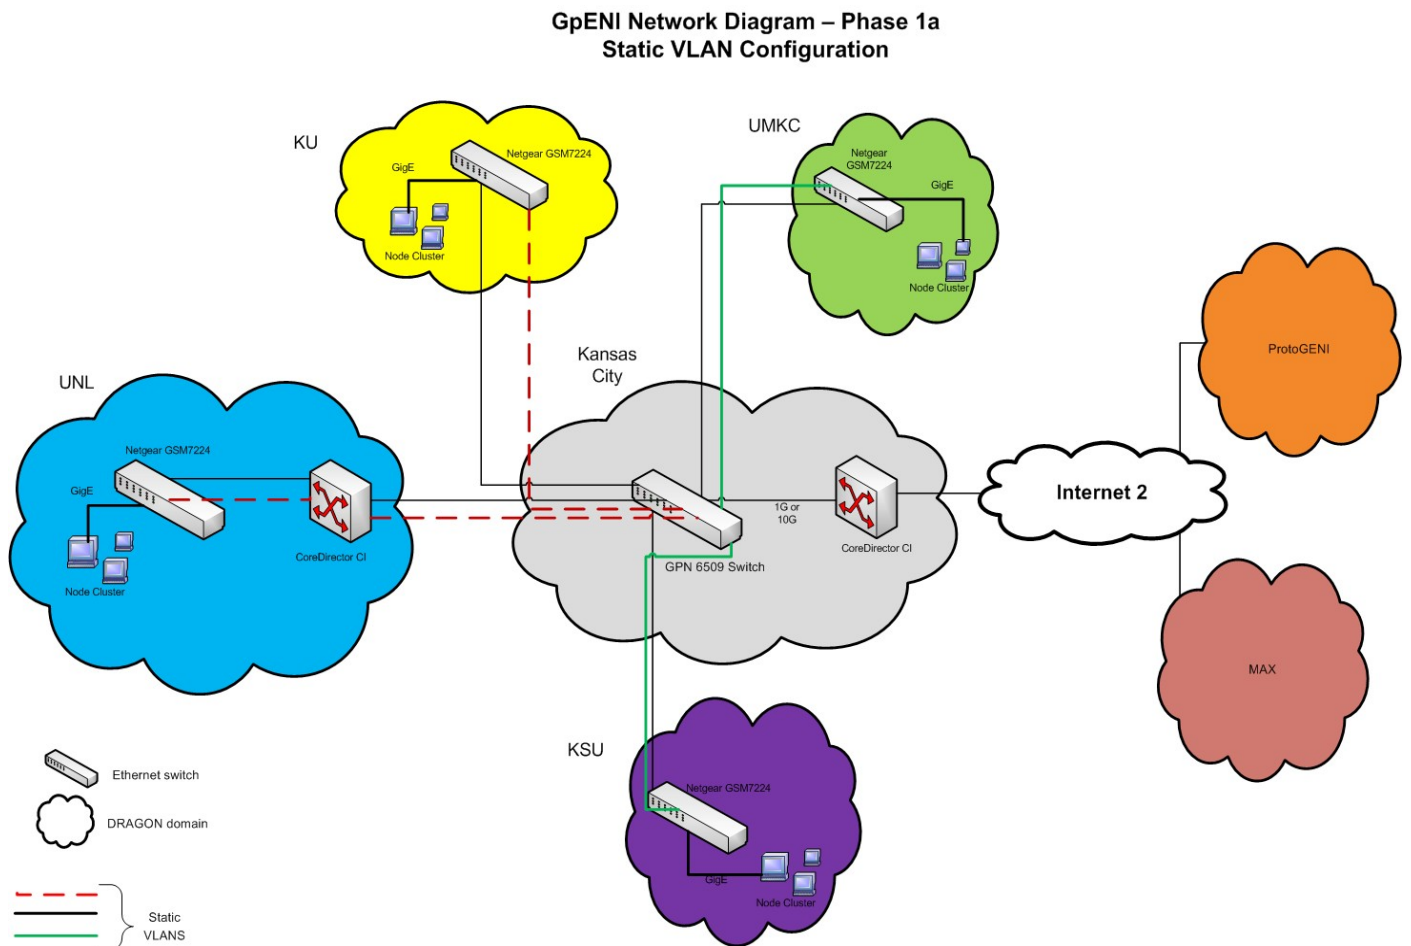 GpENI Network Diagram – Phase 1a
Static VLAN Configuration
KU
Netgear GSM7224
GigE
Node Cluster
UMKC
Netgear
GSM7224
GigE
Node Cluster
ProtoGENI
Kansas
City
UNL
Netgear GSM7224
GigE
Node Cluster
CoreDirector CI
1G or
10G
GPN 6509 Switch
CoreDirector CI
Internet 2
MAX
KSU
Netgear GSM7224
GigE
Node Cluster
Ethernet switch
DRAGON domain
Static
VLANS